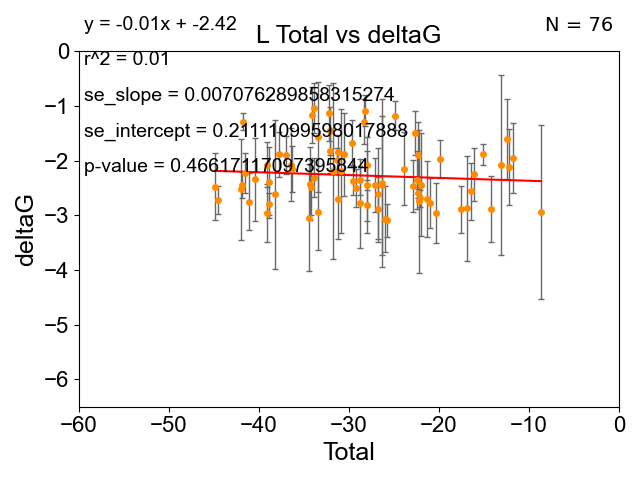 y = -0.01x + -2.42
N = 76
L Total vs deltaG
r^2 = 0.01
se_slope = 0.007076289858315274
se_intercept = 0.21111099598017888
p-value = 0.46617117097395844
0
−1
−2
−3
−4
−5
−6
deltaG
−60
−50
−40
−30
−20
−10
0
Total